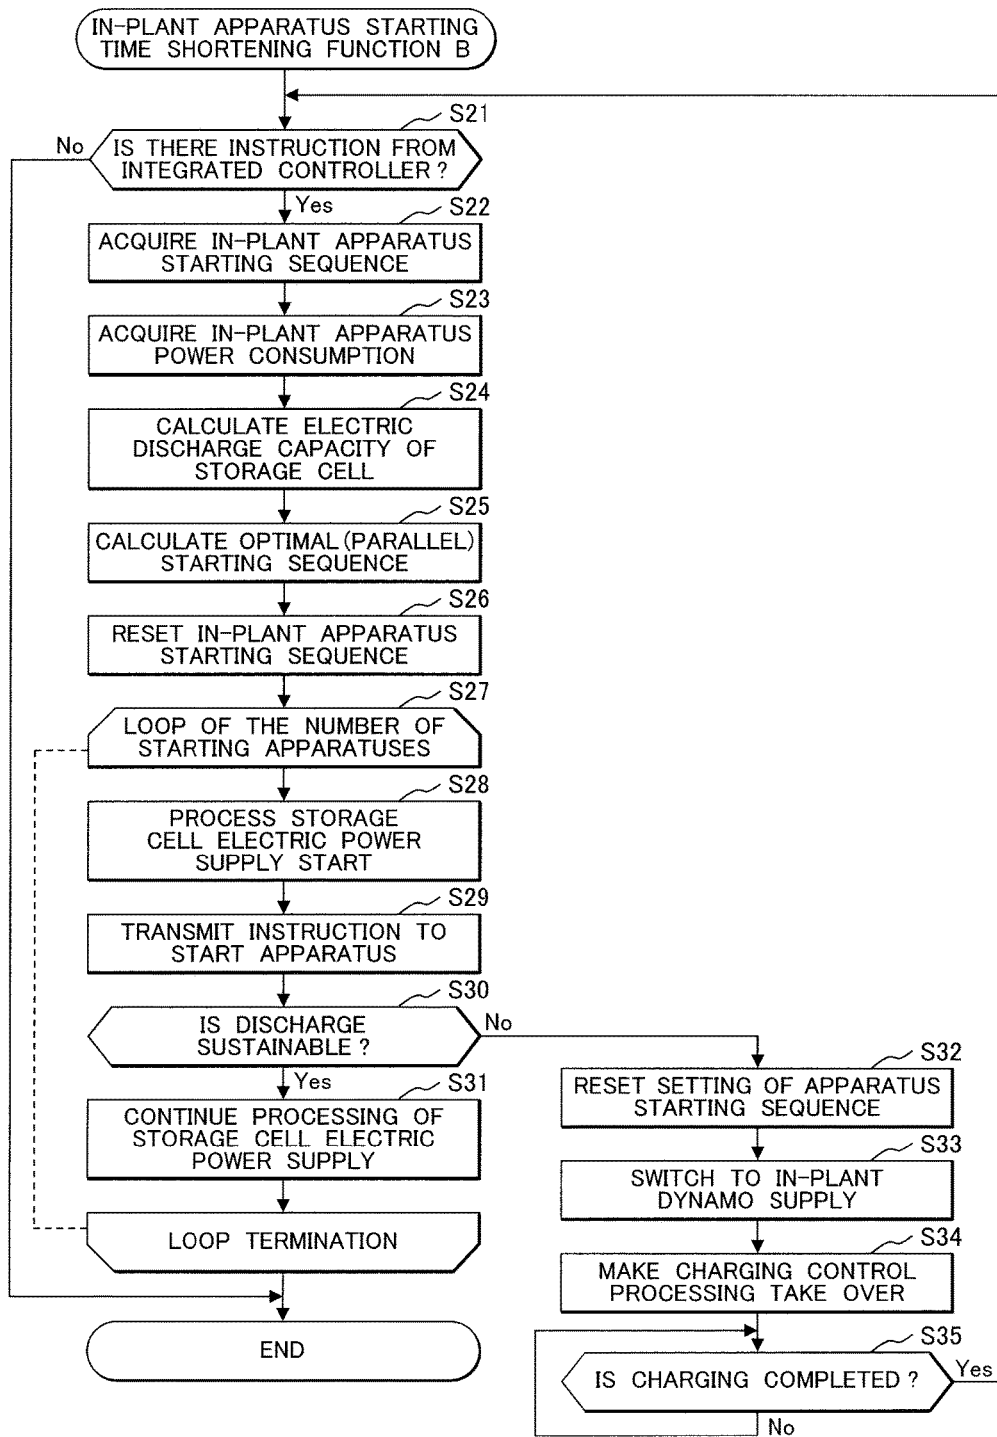 IN-PLANT APPARATUS STARTING
TIME SHORTENING FUNCTION B
S21
No
IS THERE INSTRUCTION FROM
INTEGRATED CONTROLLER ?
Yes
S22
ACQUIRE IN-PLANT APPARATUS
STARTING SEQUENCE
S23
ACQUIRE IN-PLANT APPARATUS
POWER CONSUMPTION
S24
CALCULATE ELECTRIC
DISCHARGE CAPACITY OF
STORAGE CELL
S25
CALCULATE OPTIMAL (PARALLEL)
STARTING SEQUENCE
S26
RESET IN-PLANT APPARATUS
STARTING SEQUENCE
S27
LOOP OF THE NUMBER OF
STARTING APPARATUSES
S28
PROCESS STORAGE
CELL ELECTRIC POWER
SUPPLY START
S29
TRANSMIT INSTRUCTION TO
START APPARATUS
S30
IS DISCHARGE
SUSTAINABLE ?
No
Yes
S31
CONTINUE PROCESSING OF
STORAGE CELL ELECTRIC
POWER SUPPLY
LOOP TERMINATION
END
S32
RESET SETTING OF APPARATUS
STARTING SEQUENCE
S33
SWITCH TO IN-PLANT
DYNAMO SUPPLY
S34
MAKE CHARGING CONTROL
PROCESSING TAKE OVER
S35
IS CHARGING COMPLETED ?
Yes
No